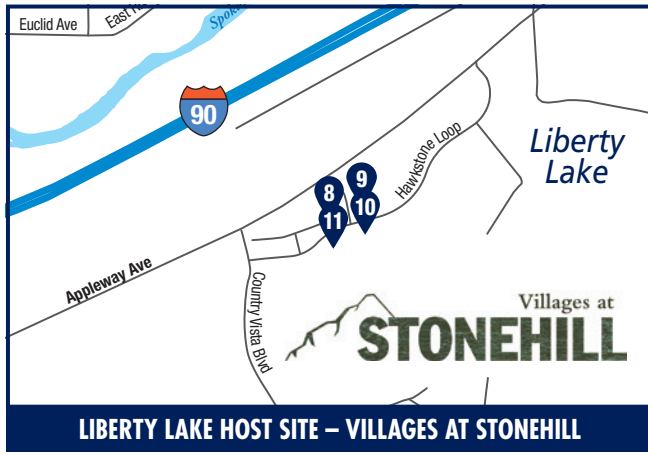 Euclid Ave
East
Spok
90
Liberty
Lake
Hawkstone Loop
8
9
10
11
Appleway Ave
Country Vista Blvd
Villages at
STONEHILL
LIBERTY LAKE HOST SITE – VILLAGES AT STONEHILL